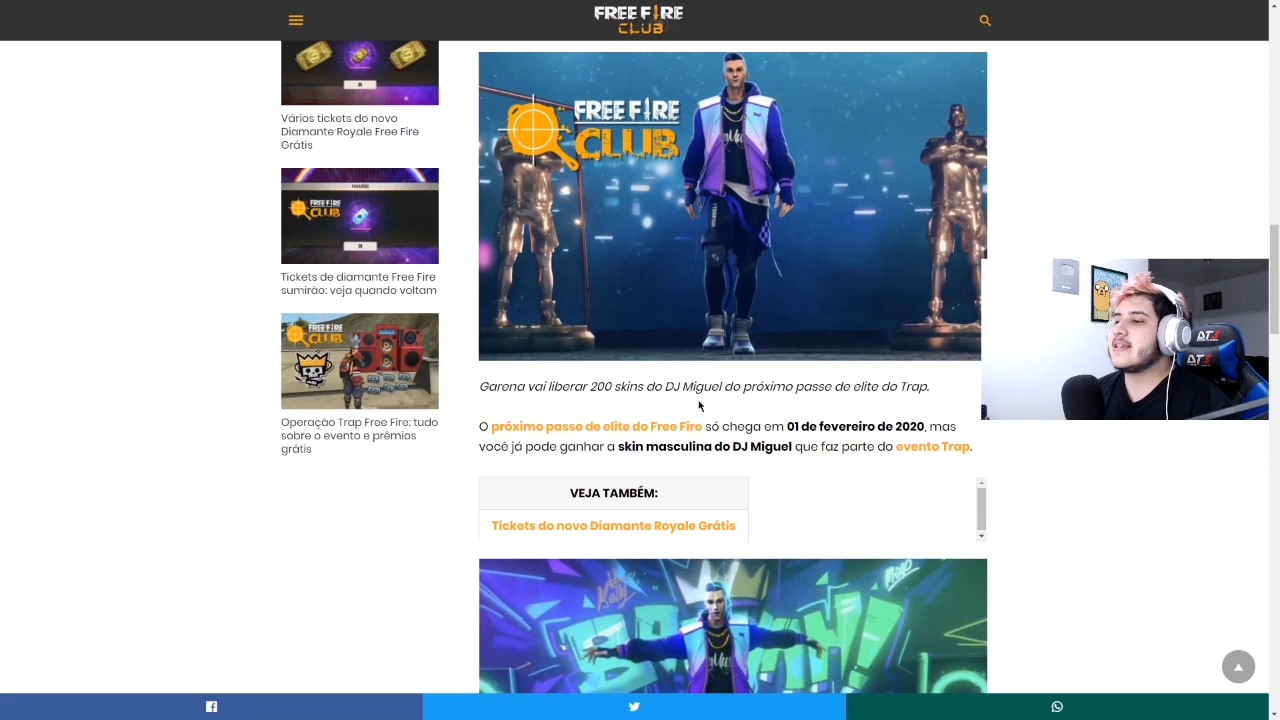 FREE FIRE
CLUB
Vários tickets do novo
Diamante Royale Free Fire
Grátis
FREE FIRE
CLUB
OK
Tickets de diamante Free Fire
sumirão: veja quando voltam
FREE FIRE
CLUB
Operação Trap Free Fire: tudo
sobre o evento e prêmios
grátis
FREE FIRE
CLUB
Garena vai liberar 200 skins do DJ Miguel do próximo passe de elite do Trap.
O próximo passe de elite do Free Fire só chega em 01 de fevereiro de 2020, mas
você já pode ganhar a skin masculina do DJ Miguel que faz parte do evento Trap.
VEJA TAMBÉM:
Tickets do novo Diamante Royale Grátis
Kelly